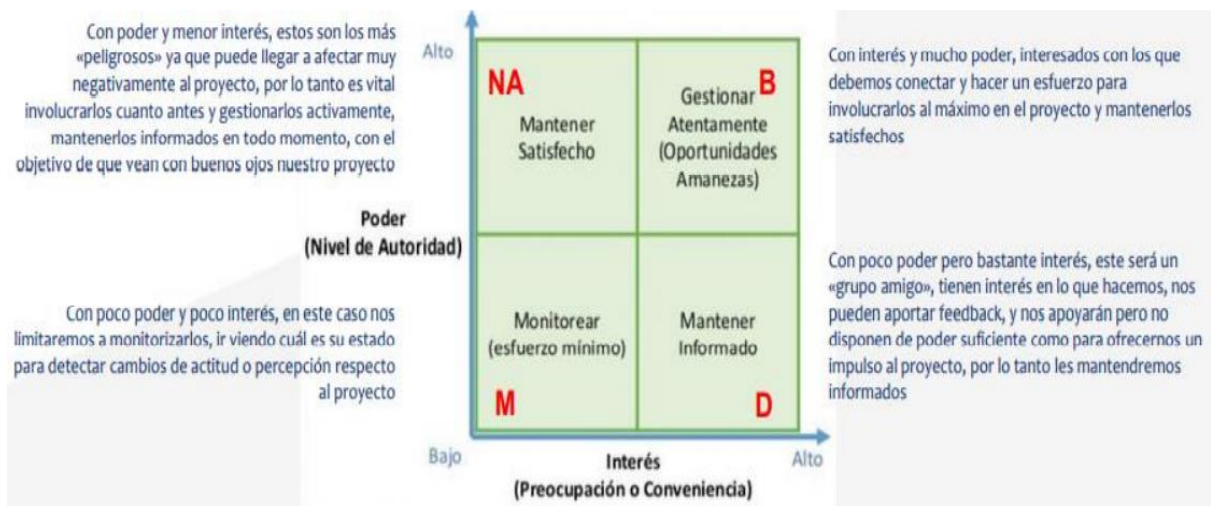 Con poder y menor interés, estos son los más
«peligrosos» ya que puede llegar a afectar muy
negativamente al proyecto, por lo tanto es vital
involucrarlos cuanto antes y gestionarlos activamente,
mantenerlos informados en todo momento, con el
objetivo de que vean con buenos ojos nuestro proyecto
Alto
NA
Mantener
Satisfecho
B
Gestionar
Atentamente
(Oportunidades
Amanezas)
Con interés y mucho poder, interesados con los que
debemos conectar y hacer un esfuerzo para
involucrarlos al máximo en el proyecto y mantenerlos
satisfechos
Poder
(Nivel de Autoridad)
Con poco poder y poco interés, en este caso nos
limitaremos a monitorizarlos, ir viendo cuál es su estado
para detectar cambios de actitud o percepción respecto
al proyecto
Monitorear
(esfuerzo mínimo)
M
Mantener
Informado
D
Con poco poder pero bastante interés, este será un
«grupo amigo», tienen interés en lo que hacemos, nos
pueden aportar feedback, y nos apoyarán pero no
disponen de poder suficiente como para ofrecernos un
impulso al proyecto, por lo tanto les mantendremos
informados
Bajo
Interés
(Preocupación o Conveniencia)
Alto